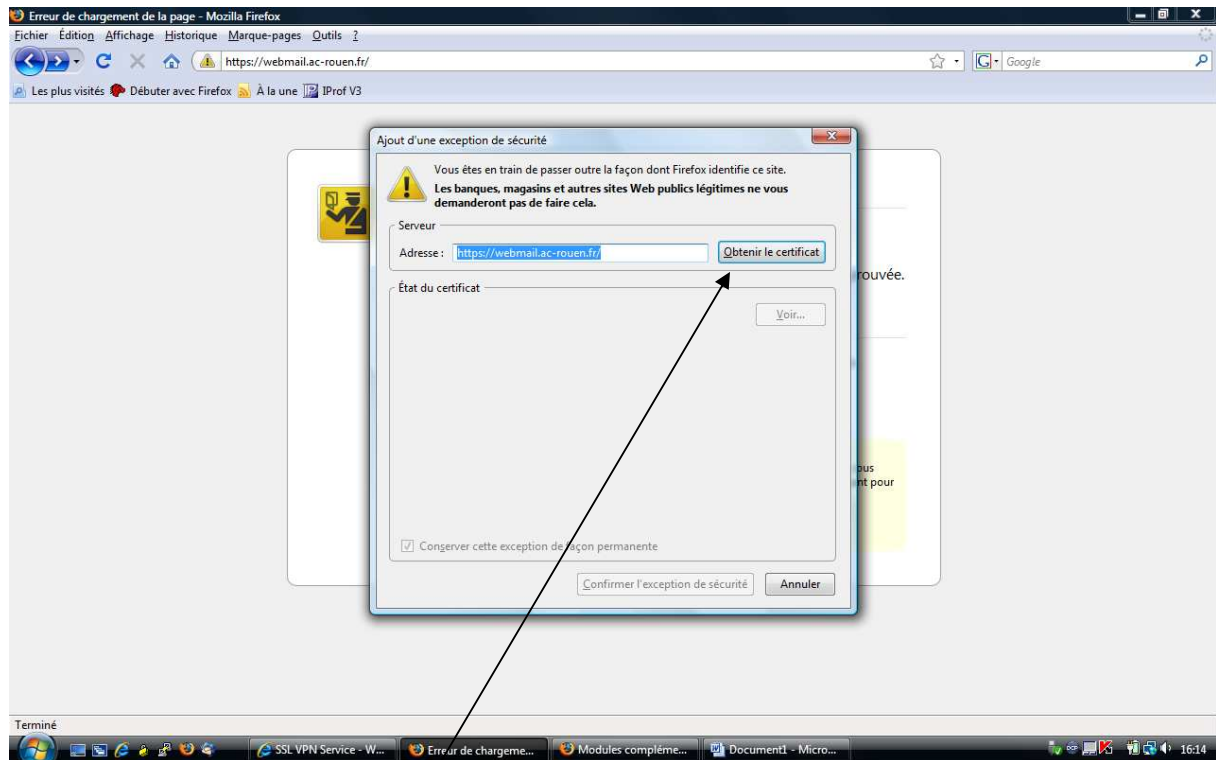 Erreur de chargement de la page - Mozilla Firefox
Fichier Édition Affichage Historique Marque-pages Outils ?
https://webmail.ac-rouen.fr/
Google
Les plus visités Débuter avec Firefox À la une IProf V3
Ajout d'une exception de sécurité
Vous êtes en train de passer outre la façon dont Firefox identifie ce site.
Les banques, magasins et autres sites Web publics légitimes ne vous
demanderont pas de faire cela.
Serveur
Adresse : https://webmail.ac-rouen.fr/ Obtenir le certificat
rouvée.
État du certificat
Voir...
ous
nt pour
Conserver cette exception de façon permanente
Confirmer l'exception de sécurité Annuler
Terminé
SSL VPN Service - W... Erreur de chargeme... Modules compléme... Document1 - Micro... 16:14